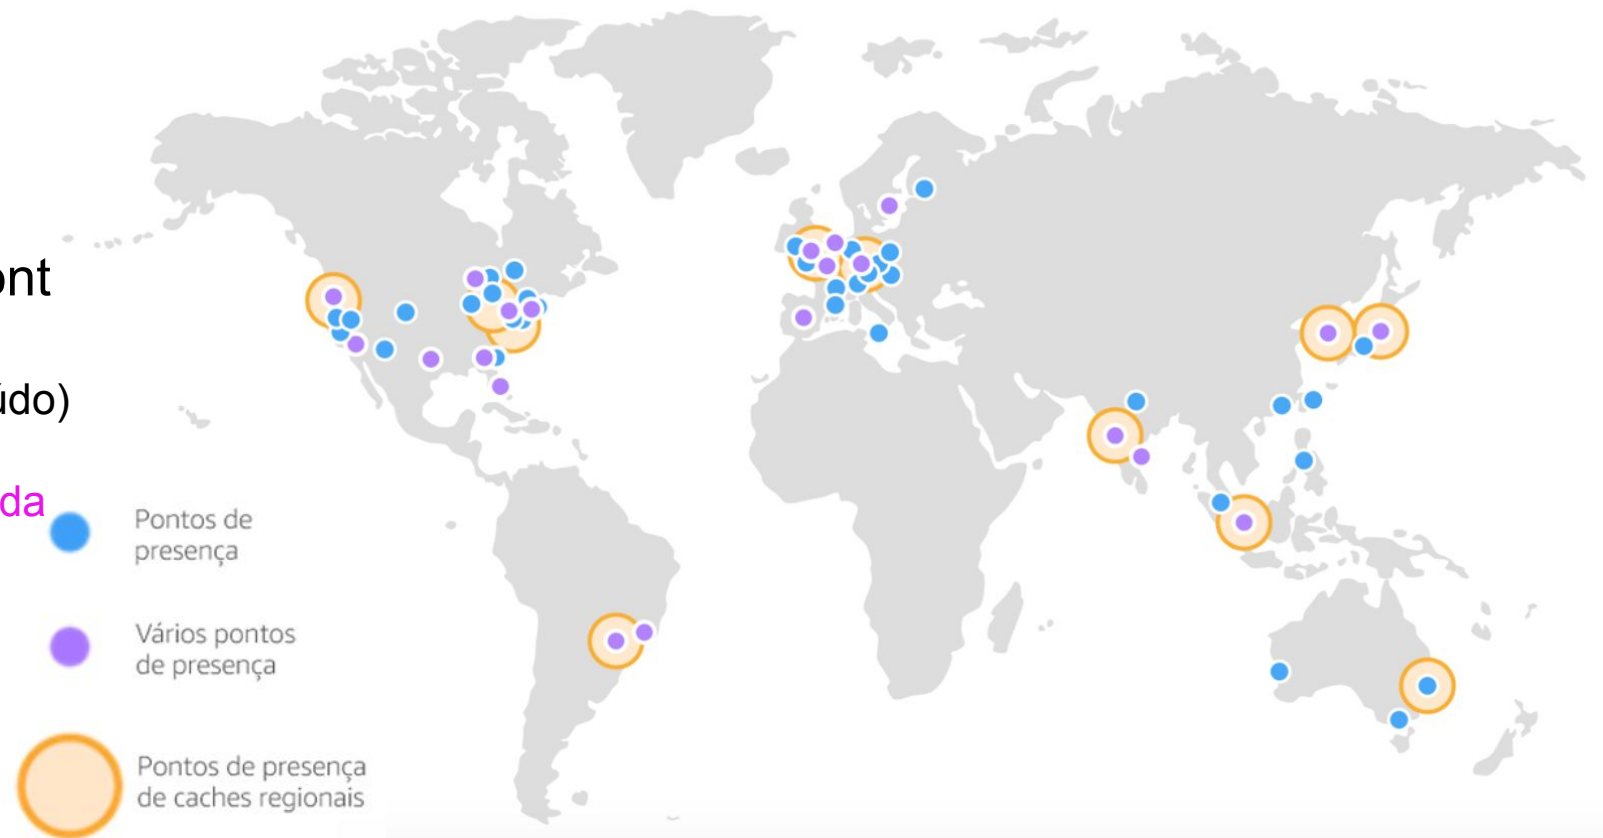 ont
údo)
da
Pontos de
presença
Vários pontos
de presença
Pontos de presença
de caches regionais